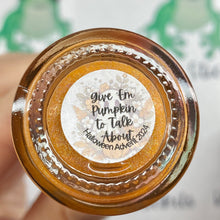 Give 'Em
Pumpkin
to Talk
About
Halloween Advent 2024